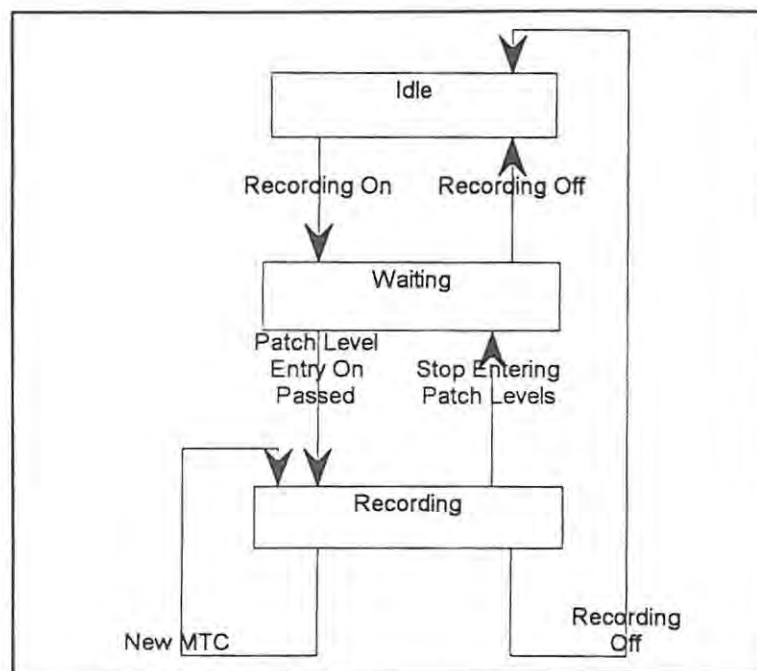 Idle
Recording On
Recording Off
Waiting
Patch Level
Entry On
Passed
Stop Entering
Patch Levels
Recording
New MTC
Recording
Off